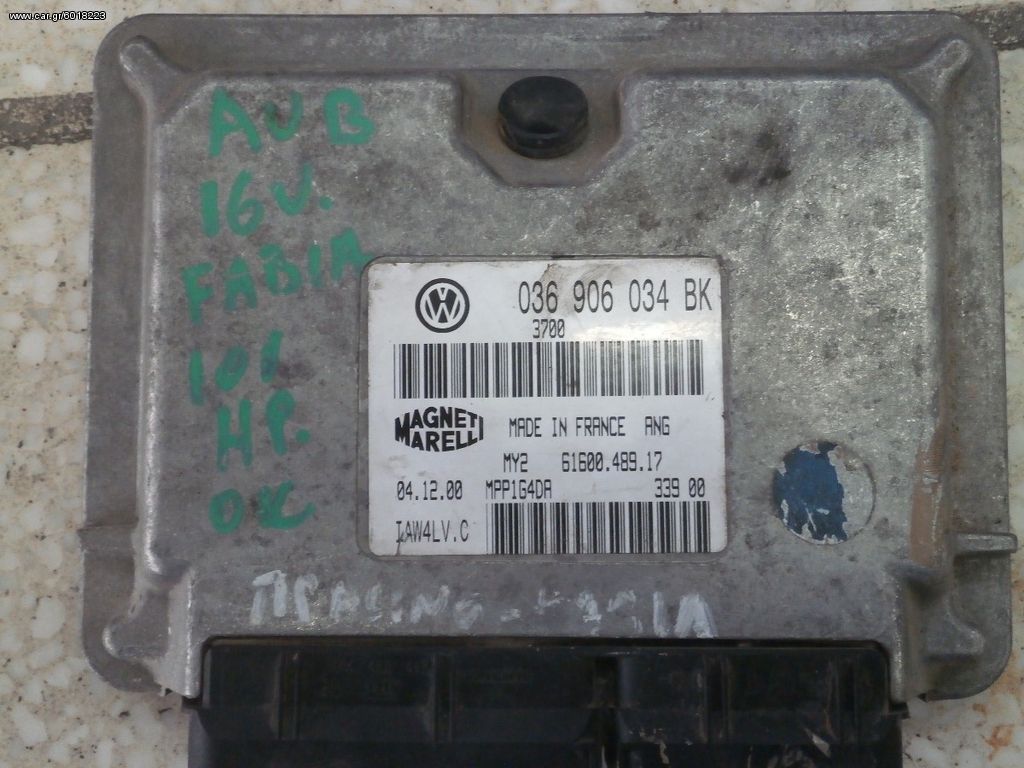 www.car.gr/6018223
AUB
16V.
FABIA
101
HP.
OK
VW
036 906 034 BK
3700
MAGNETI
MARELLI
MADE IN FRANCE ANG
MY2 61600.489.17
04.12.00 MPP1G4DA 339 00
IAW4LV.C